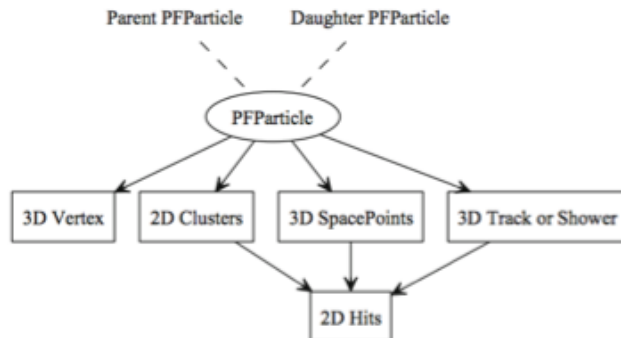 Parent PFParticle Daughter PFParticle
PFParticle
3D Vertex 2D Clusters 3D SpacePoints 3D Track or Shower
2D Hits